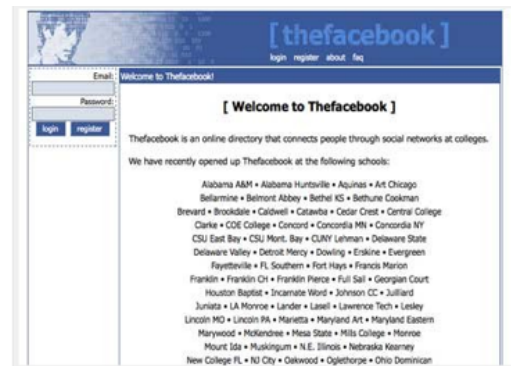 [ thefacebook ]
login register about faq
Email:
Password:
login register
Welcome to Thefacebook!
[ Welcome to Thefacebook ]
Thefacebook is an online directory that connects people through social networks at colleges.
We have recently opened up Thefacebook at the following schools:
Alabama A&M • Alabama Huntsville • Aquinas • Art Chicago
Bellarmine • Belmont Abbey • Bethel KS • Bethune Cookman
Brevard • Brookdale • Caldwell • Catawba • Cedar Crest • Central College
Clarke • COE College • Concord • Concordia MN • Concordia NY
CSU East Bay • CSU Mont. Bay • CUNY Lehman • Delaware State
Delaware Valley • Detroit Mercy • Dowling • Erskine • Evergreen
Fayetteville • FL Southern • Fort Hays • Francis Marion
Franklin • Franklin CH • Franklin Pierce • Full Sail • Georgian Court
Houston Baptist • Incarnate Word • Johnson CC • Juilliard
Juniata • LA Monroe • Lander • Lasell • Lawrence Tech • Lesley
Lincoln MO • Lincoln PA • Marietta • Maryland Art • Maryland Eastern
Marywood • McKendree • Mesa State • Mills College • Monroe
Mount Ida • Muskingum • N.E. Illinois • Nebraska Kearney
New College FL • NJ City • Oakwood • Oglethorpe • Ohio Dominican